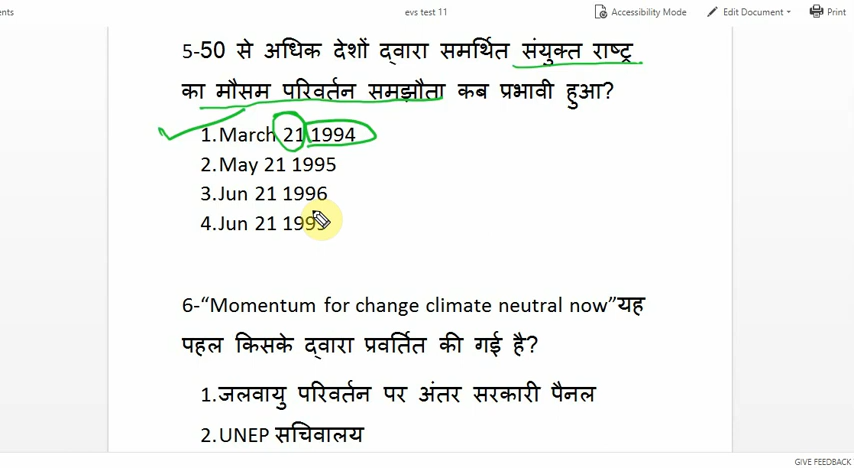 ents
evs test 11
Accessibility Mode
Edit Document
Print
5-50 से अधिक देशों द्वारा समर्थित संयुक्त राष्ट्र
का मौसम परिवर्तन समझौता कब प्रभावी हुआ?
1.March 21 1994
2.May 21 1995
3.Jun 21 1996
4.Jun 21
6-“Momentum for change climate neutral now”यह
पहल किसके द्वारा प्रवर्तित की गई है?
1.जलवायु परिवर्तन पर अंतर सरकारी पैनल
2.UNEP सचिवालय
GIVE FEEDBACK